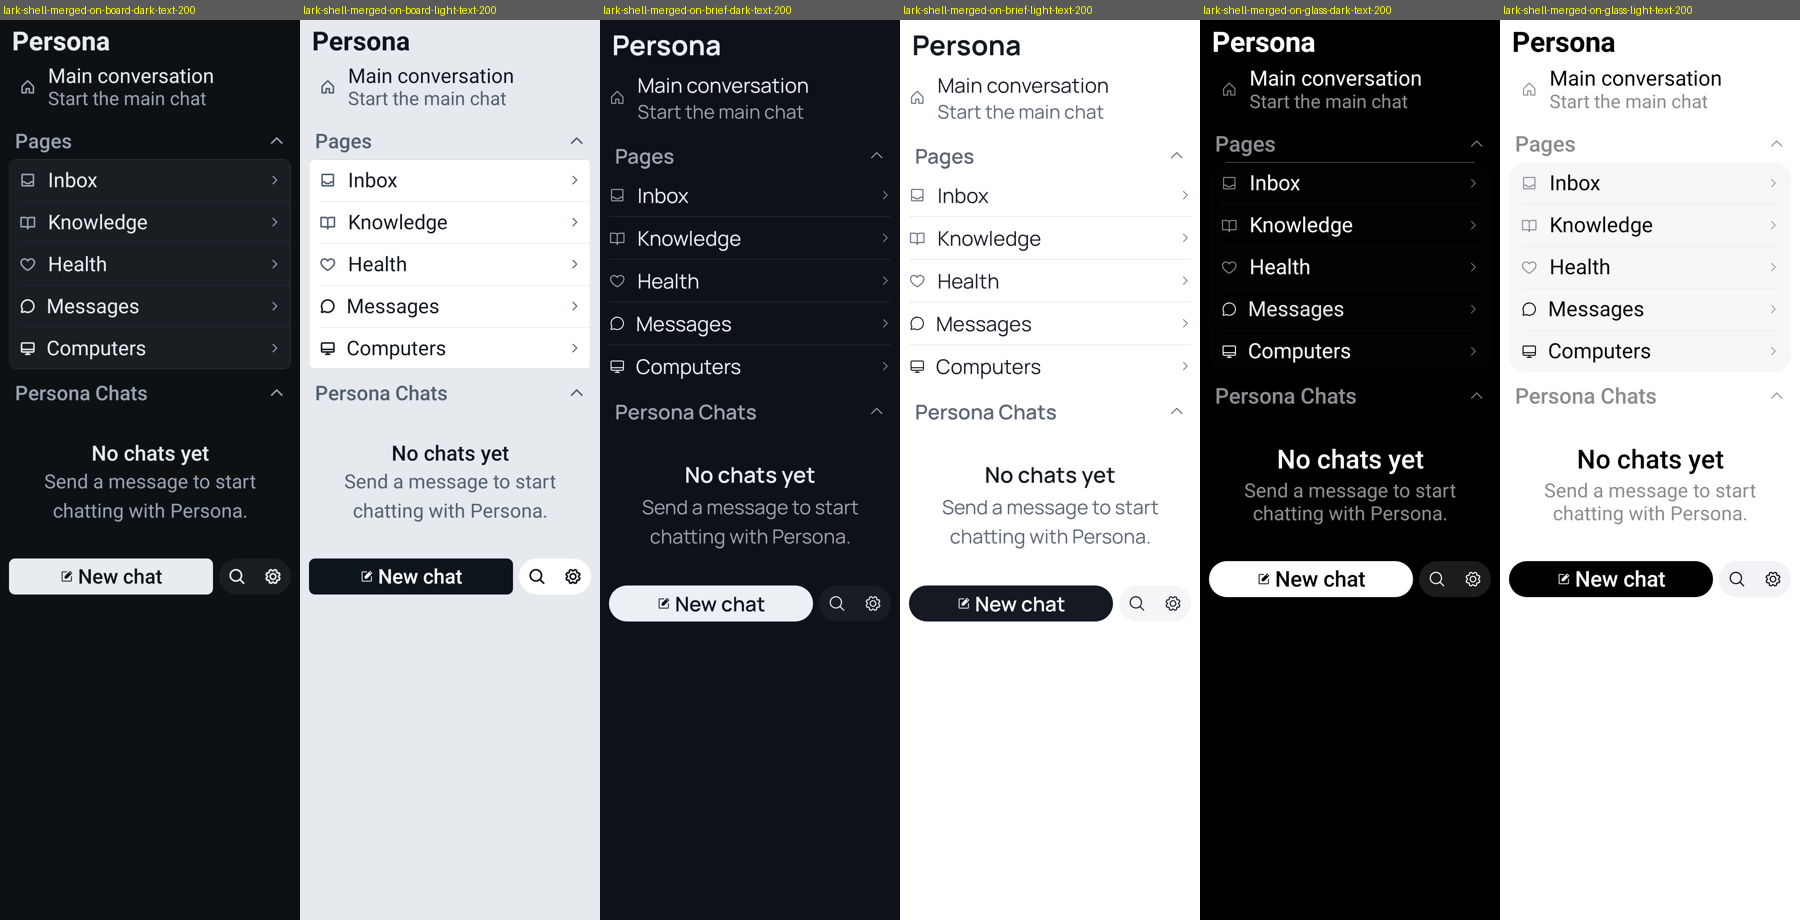 lark-shell-merged-on-board-dark-text-200
Persona
Main conversation
Start the main chat
Pages
Inbox
Knowledge
Health
Messages
Computers
Persona Chats
No chats yet
Send a message to start
chatting with Persona.
New chat
lark-shell-merged-on-board-light-text-200
Persona
Main conversation
Start the main chat
Pages
Inbox
Knowledge
Health
Messages
Computers
Persona Chats
No chats yet
Send a message to start
chatting with Persona.
New chat
lark-shell-merged-on-brief-dark-text-200
Persona
Main conversation
Start the main chat
Pages
Inbox
Knowledge
Health
Messages
Computers
Persona Chats
No chats yet
Send a message to start
chatting with Persona.
New chat
lark-shell-merged-on-brief-light-text-200
Persona
Main conversation
Start the main chat
Pages
Inbox
Knowledge
Health
Messages
Computers
Persona Chats
No chats yet
Send a message to start
chatting with Persona.
New chat
lark-shell-merged-on-glass-dark-text-200
Persona
Main conversation
Start the main chat
Pages
Inbox
Knowledge
Health
Messages
Computers
Persona Chats
No chats yet
Send a message to start
chatting with Persona.
New chat
lark-shell-merged-on-glass-light-text-200
Persona
Main conversation
Start the main chat
Pages
Inbox
Knowledge
Health
Messages
Computers
Persona Chats
No chats yet
Send a message to start
chatting with Persona.
New chat